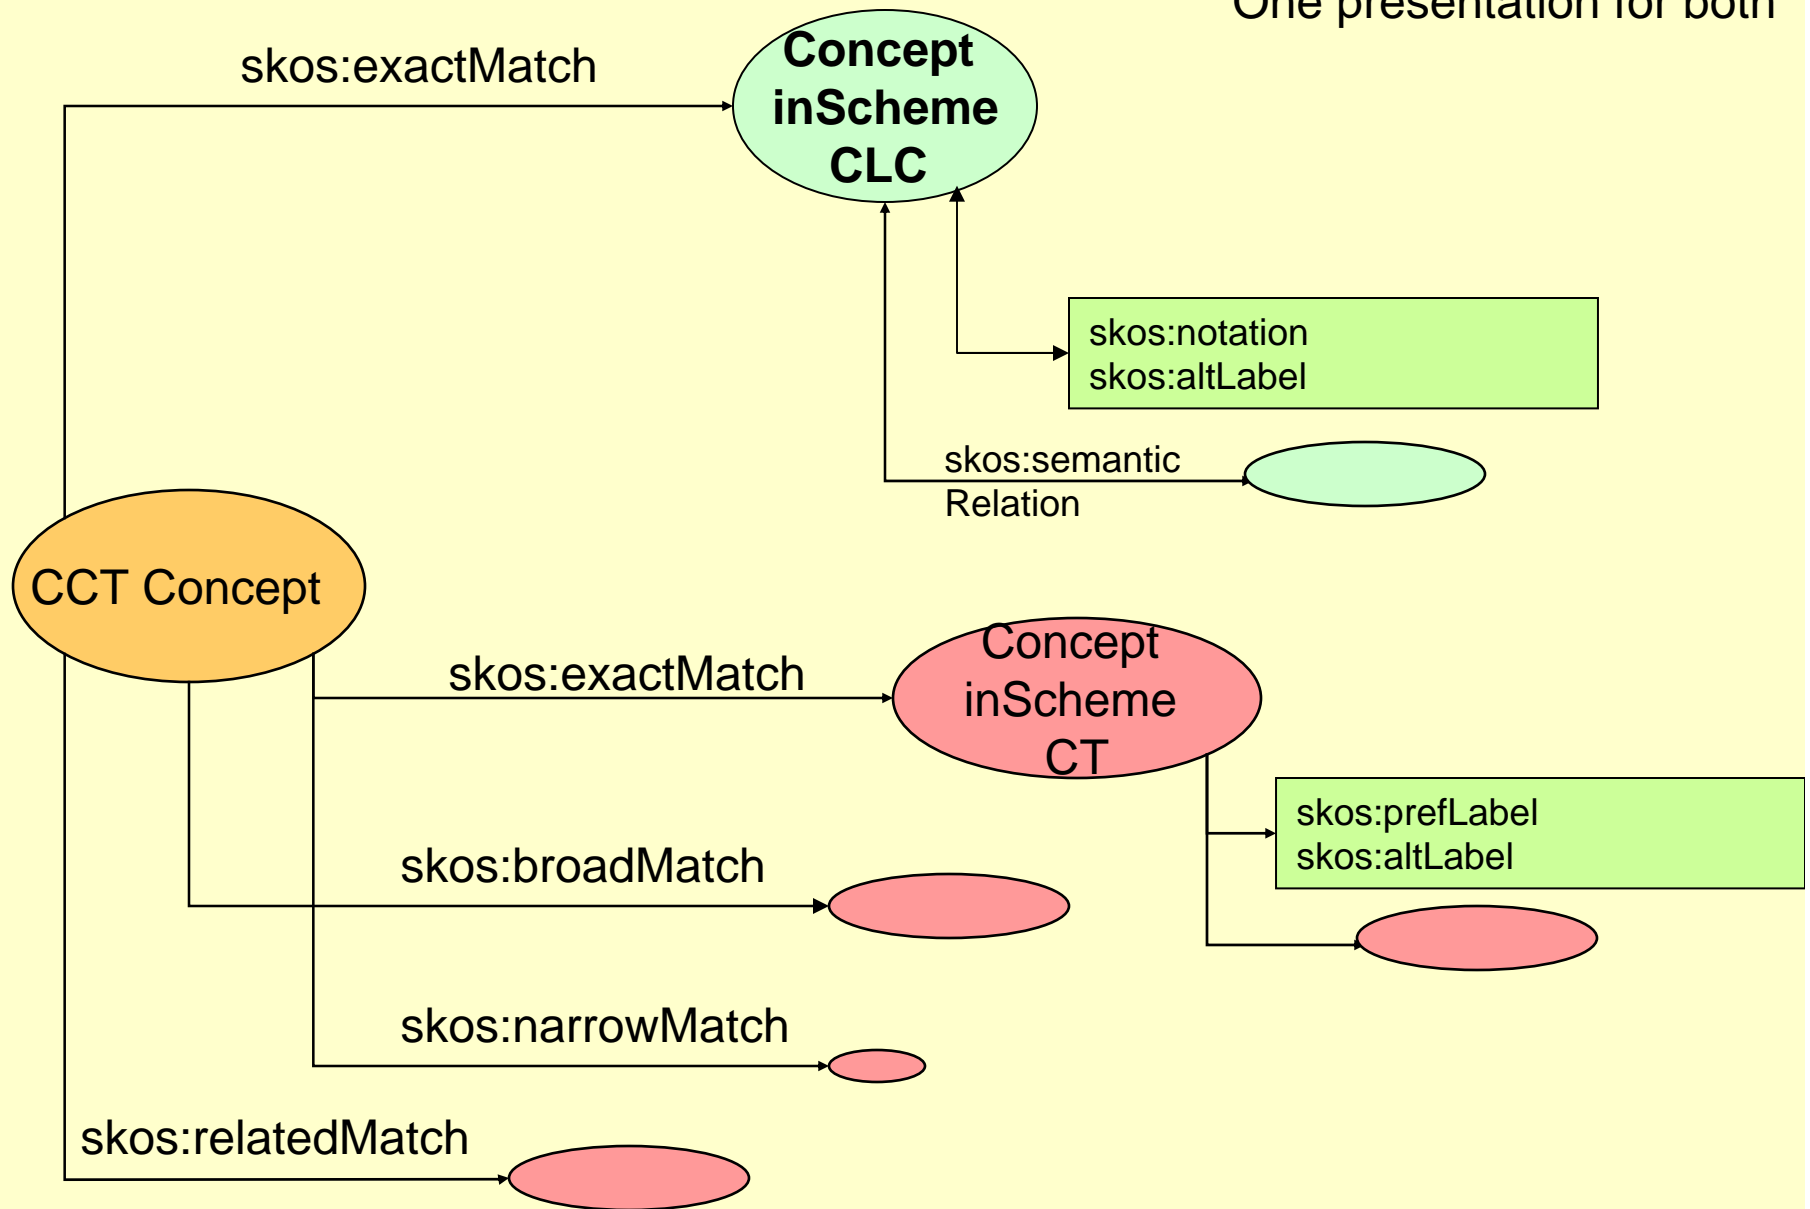 One presentation for both
skos:exactMatch
Concept
inScheme
CLC
skos:notation
skos:altLabel
skos:semantic
Relation
CCT Concept
skos:exactMatch
Concept
inScheme
CT
skos:prefLabel
skos:altLabel
skos:broadMatch
skos:narrowMatch
skos:relatedMatch